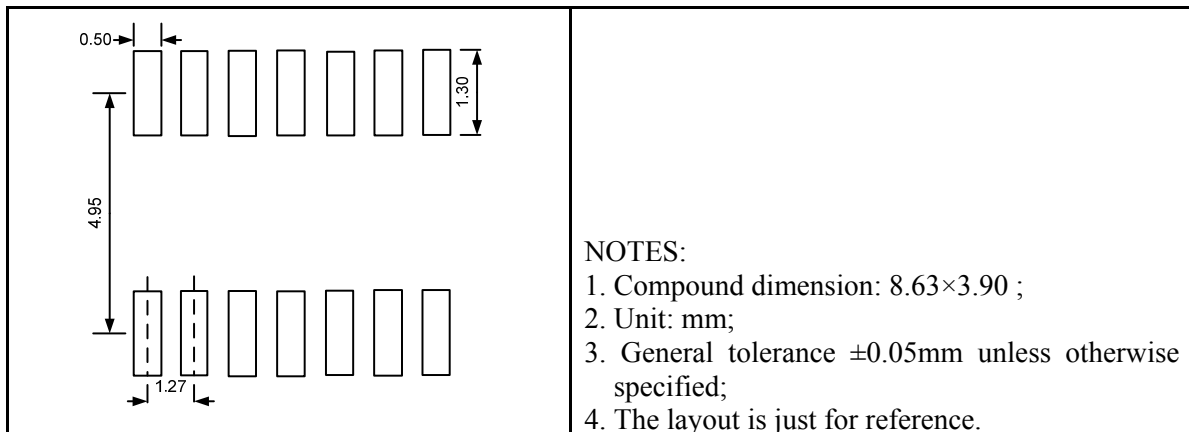 0.50
1.30
4.95
1.27
NOTES:
1. Compound dimension: 8.63×3.90 ;
2. Unit: mm;
3. General tolerance ±0.05mm unless otherwise
specified;
4. The layout is just for reference.